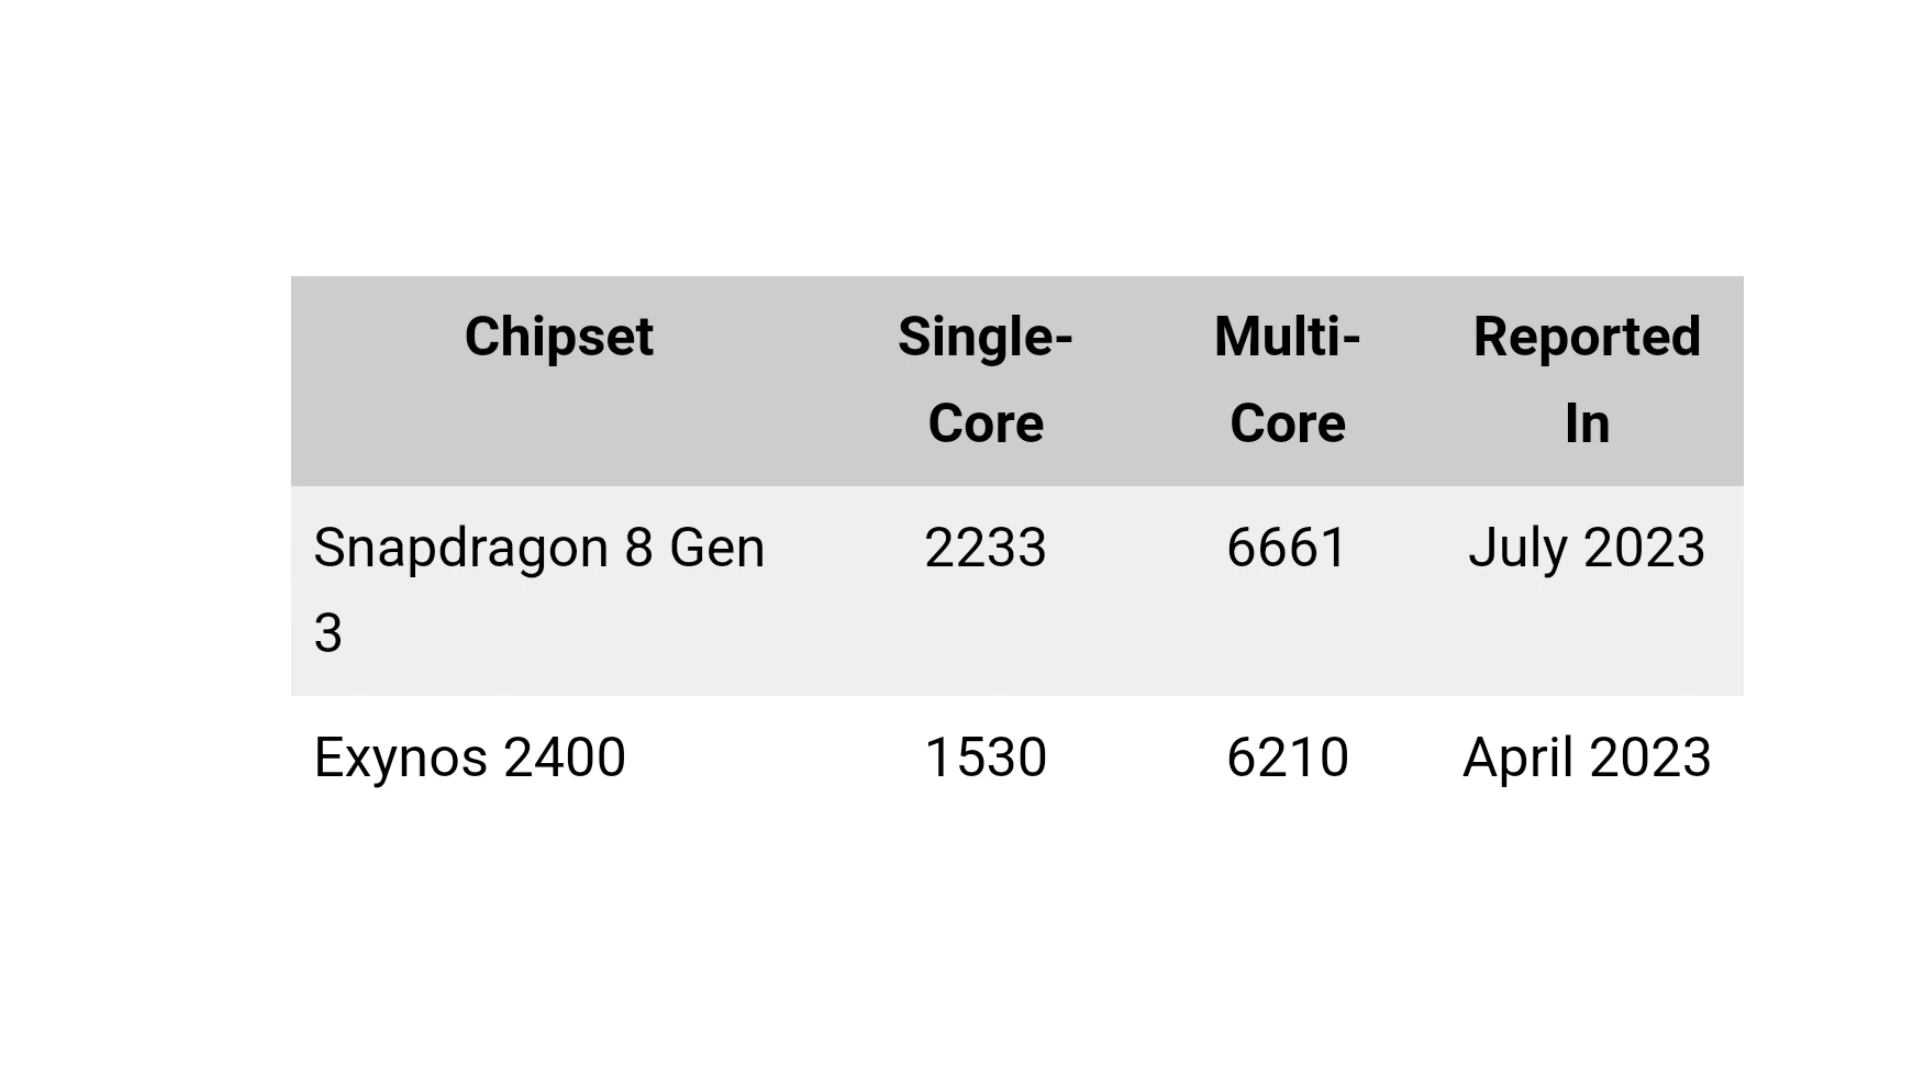 Chipset Single-Core Multi-Core Reported In
Snapdragon 8 Gen 3 2233 6661 July 2023
Exynos 2400 1530 6210 April 2023